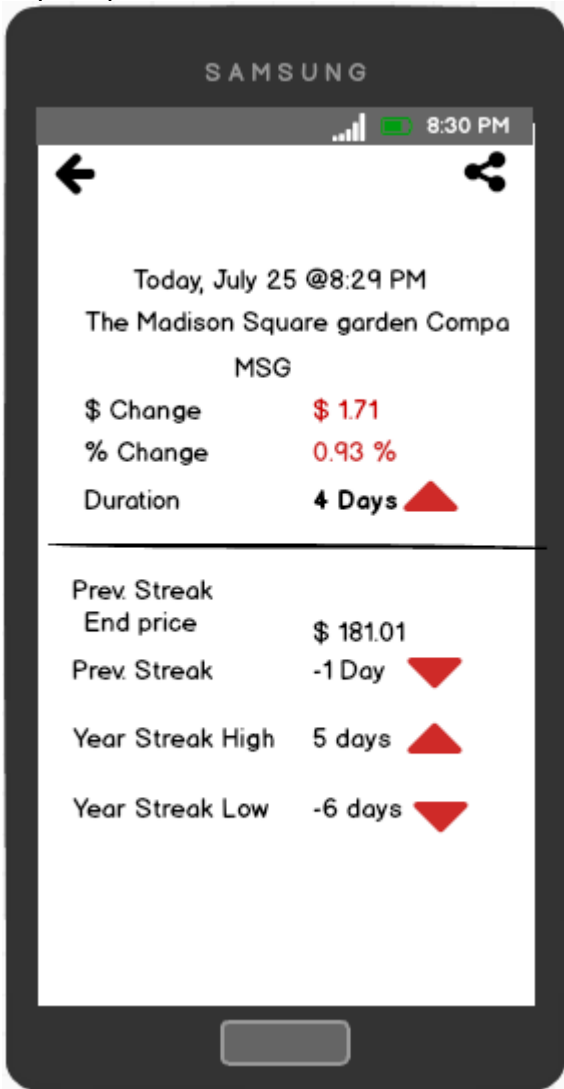 SAMSUNG
8:30 PM
Today, July 25 @8:29 PM
The Madison Square garden Compa
MSG
$ Change $ 1.71
% Change 0.93 %
Duration 4 Days
Prev. Streak
End price $ 181.01
Prev. Streak -1 Day
Year Streak High 5 days
Year Streak Low -6 days